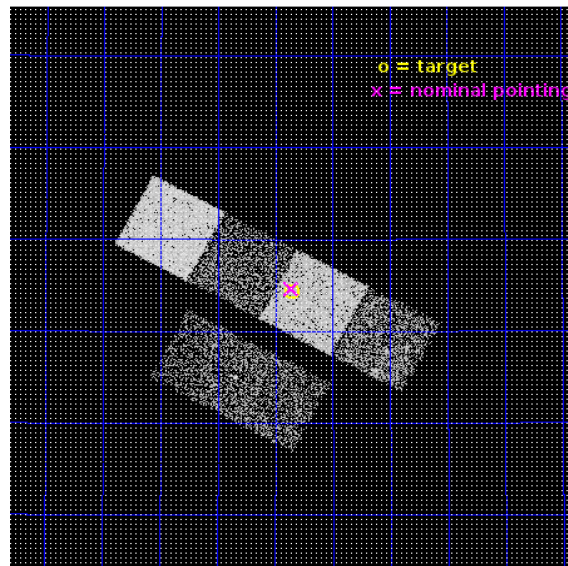 o = target
x = nominal pointing